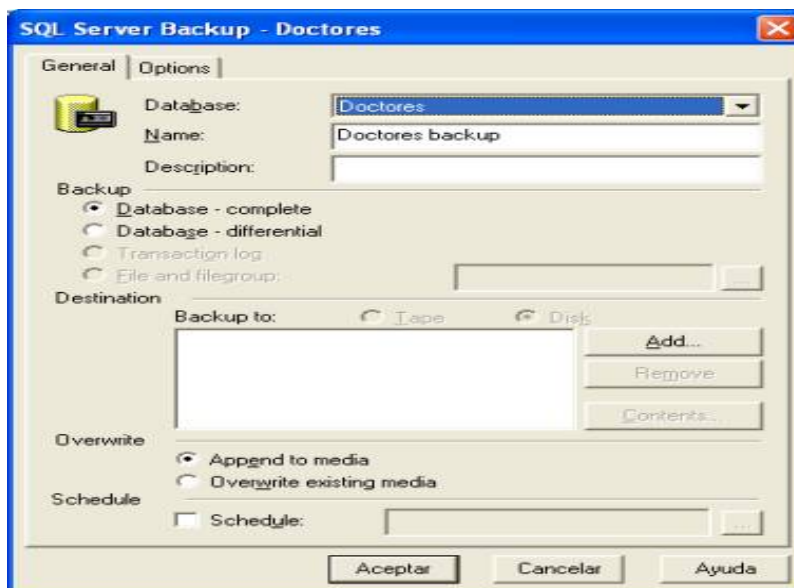 SQL Server Backup - Doctores
General Options
Database: Doctores
Name: Doctores backup
Description:
Backup
Database - complete
Database - differential
Transaction log
File and filegroup: ...
Destination
Backup to: Tape Disk
Add...
Remove
Contents...
Overwrite
Append to media
Overwrite existing media
Schedule
Schedule: ...
Aceptar Cancelar Ayuda